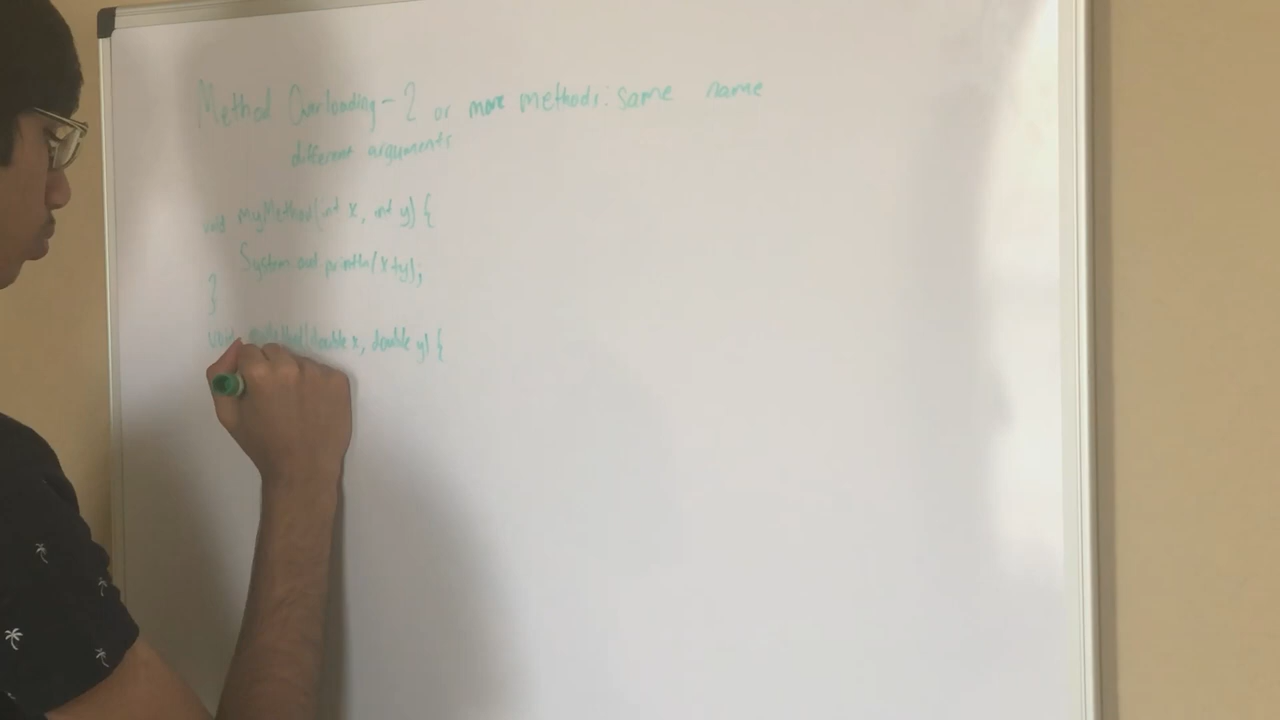 Method Overloading - 2 or more methods: same name
different arguments
void myMethod(int x, int y) {
System.out.println(x+y);
}
void myMethod(double x, double y) {